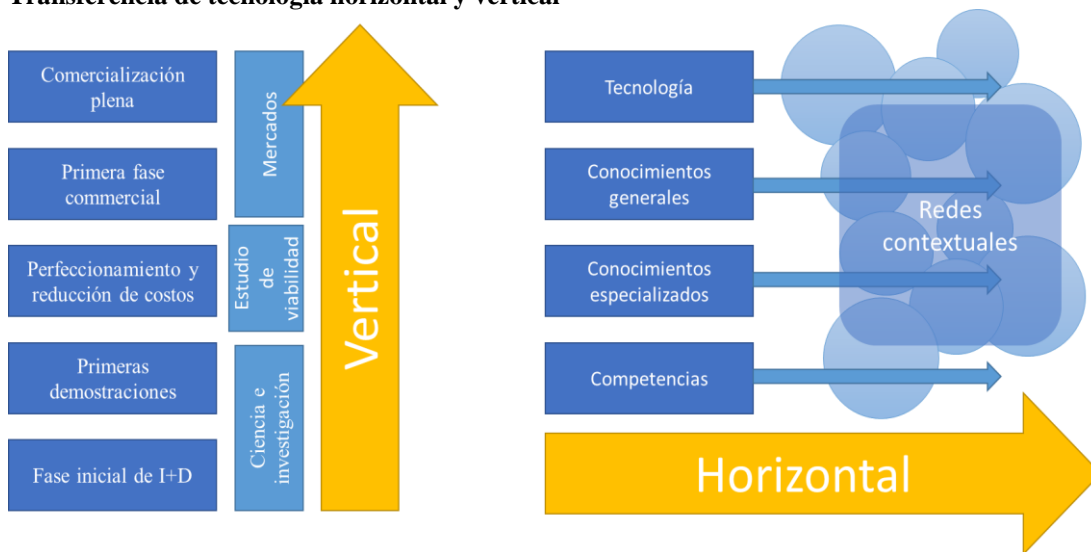 Transferencia de tecnología horizontal y vertical
Comercialización
plena
Primera fase
commercial
Perfeccionamiento y
reducción de costos
Primeras
demostraciones
Fase inicial de I+D
Mercados
Estudio
de
viabilidad
Ciencia e
investigación
Vertical
Tecnología
Conocimientos
generales
Conocimientos
especializados
Competencias
Redes
contextuales
Horizontal